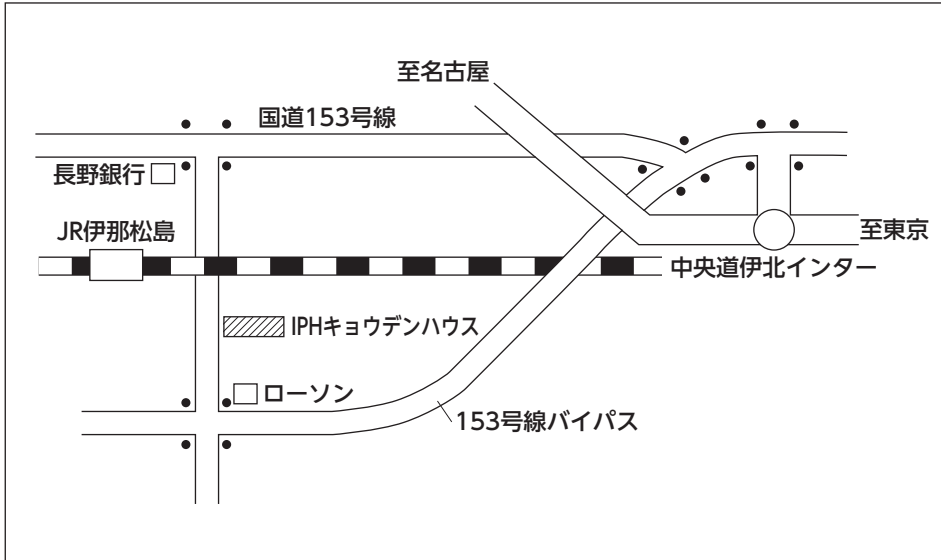 至名古屋
国道153号線
長野銀行
JR伊那松島
至東京
中央道伊北インター
IPHキョウデンハウス
ローソン
153号線バイパス